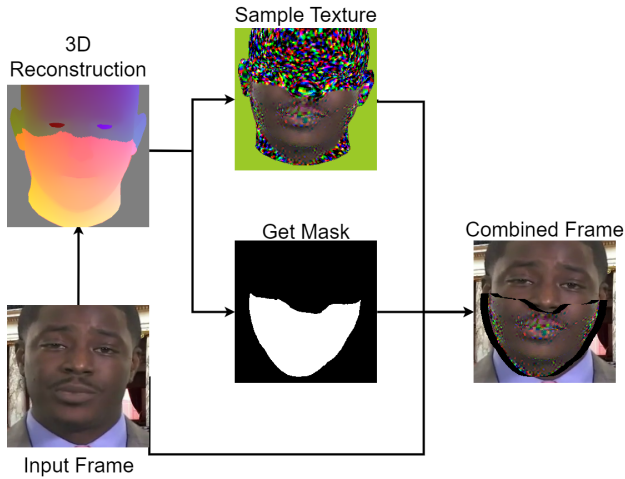 Sample Texture
3D
Reconstruction
Get Mask
Combined Frame
Input Frame